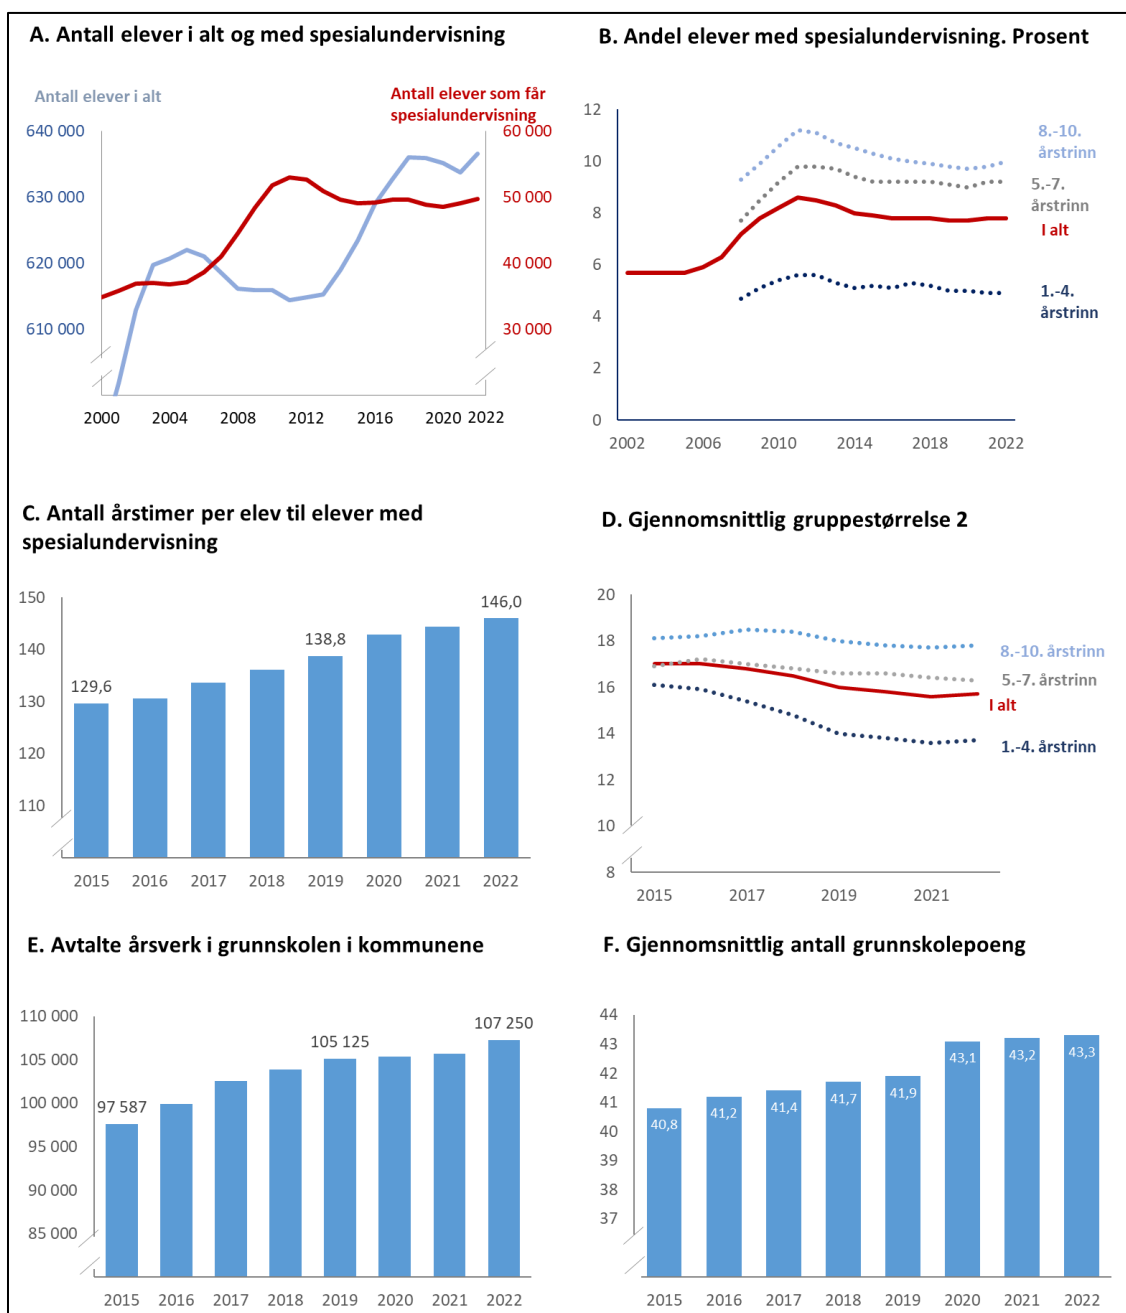 A. Antall elever i alt og med spesialundervisning
Antall elever i alt
Antall elever som får
spesialundervisning
640 000
630 000
620 000
610 000
60 000
50 000
40 000
30 000
2000 2004 2008 2012 2016 2020 2022
B. Andel elever med spesialundervisning. Prosent
12
10
8
6
4
2
0
8.-10.
årstrinn
5.-7.
årstrinn
I alt
1.-4.
årstrinn
2002 2006 2010 2014 2018 2022
C. Antall årstimer per elev til elever med
spesialundervisning
150
140
130
120
110
129,6
138,8
146,0
2015 2016 2017 2018 2019 2020 2021 2022
D. Gjennomsnittlig gruppestørrelse 2
20
18
16
14
12
10
8
8.-10. årstrinn
5.-7. årstrinn
I alt
1.-4. årstrinn
2015 2017 2019 2021
E. Avtalte årsverk i grunnskolen i kommunene
110 000
105 000
100 000
95 000
90 000
85 000
97 587
105 125
107 250
2015 2016 2017 2018 2019 2020 2021 2022
F. Gjennomsnittlig antall grunnskolepoeng
44
43
42
41
40
39
38
37
40,8
41,2
41,4
41,7
41,9
43,1
43,2
43,3
2015 2016 2017 2018 2019 2020 2021 2022